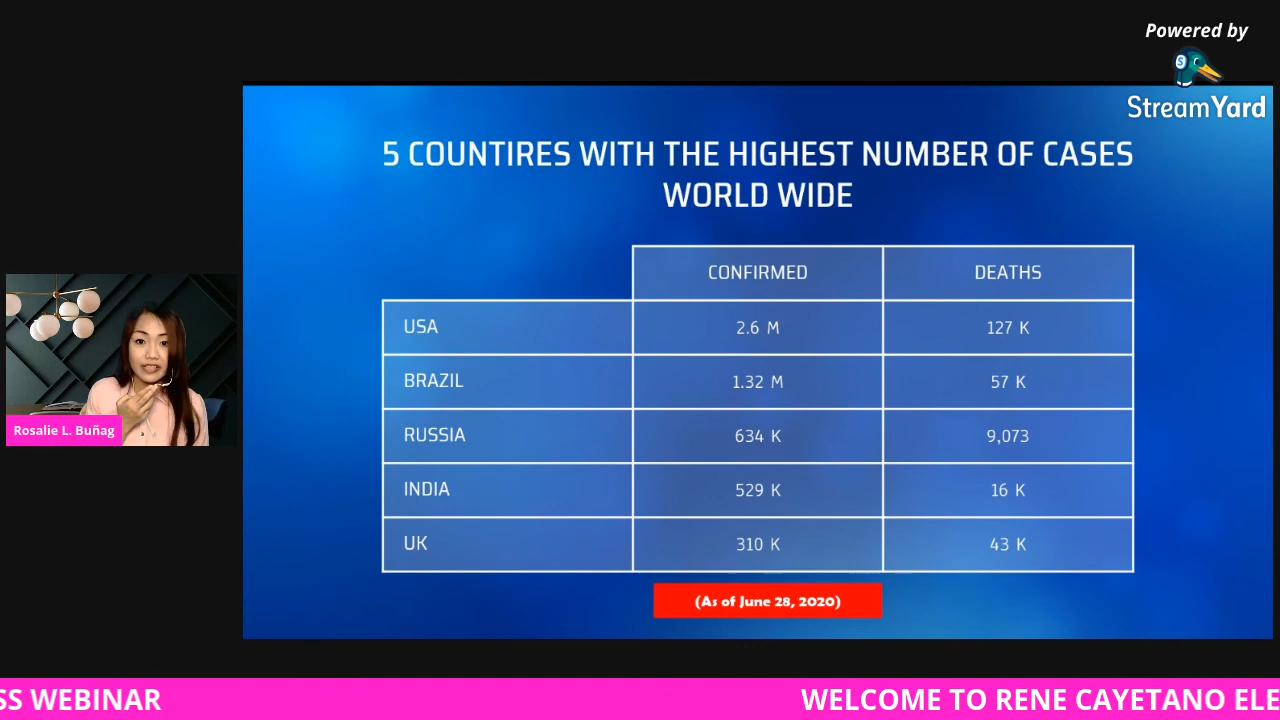 Powered by
StreamYard
5 COUNTIRES WITH THE HIGHEST NUMBER OF CASES
WORLD WIDE
CONFIRMED DEATHS
USA 2.6 M 127 K
BRAZIL 1.32 M 57 K
RUSSIA 634 K 9,073
INDIA 529 K 16 K
UK 310 K 43 K
(As of June 28, 2020)
Rosalie L. Buñag
SS WEBINAR WELCOME TO RENE CAYETANO ELE